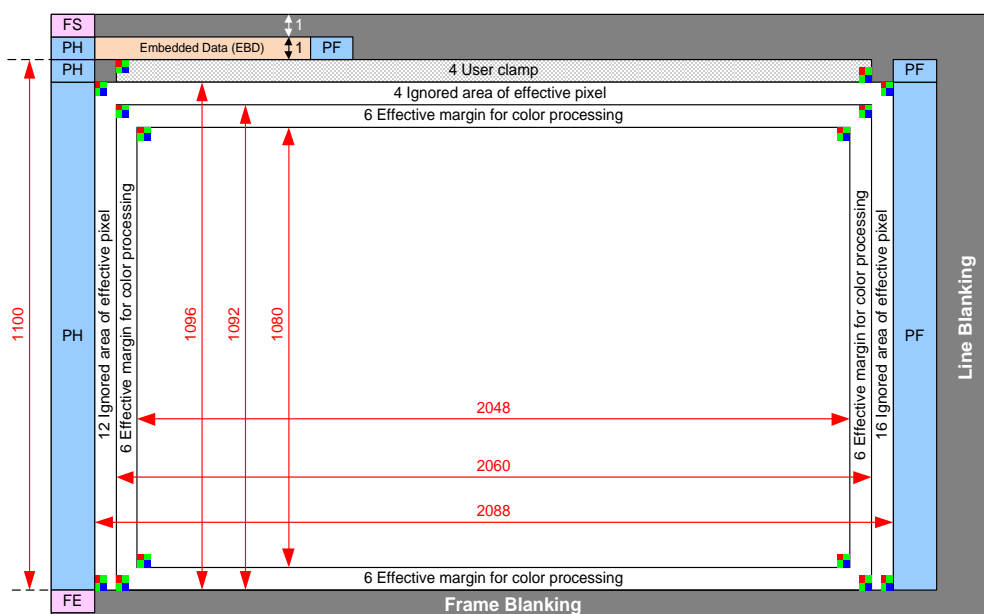 FS
1
PH
Embedded Data (EBD)
1
PF
PH
4 User clamp
PF
4 Ignored area of effective pixel
6 Effective margin for color processing
1100
PH
12 Ignored area of effective pixel
6 Effective margin for color processing
1096
1092
1080
2048
2060
2088
6 Effective margin for color processing
16 Ignored area of effective pixel
PF
Line Blanking
6 Effective margin for color processing
FE
Frame Blanking